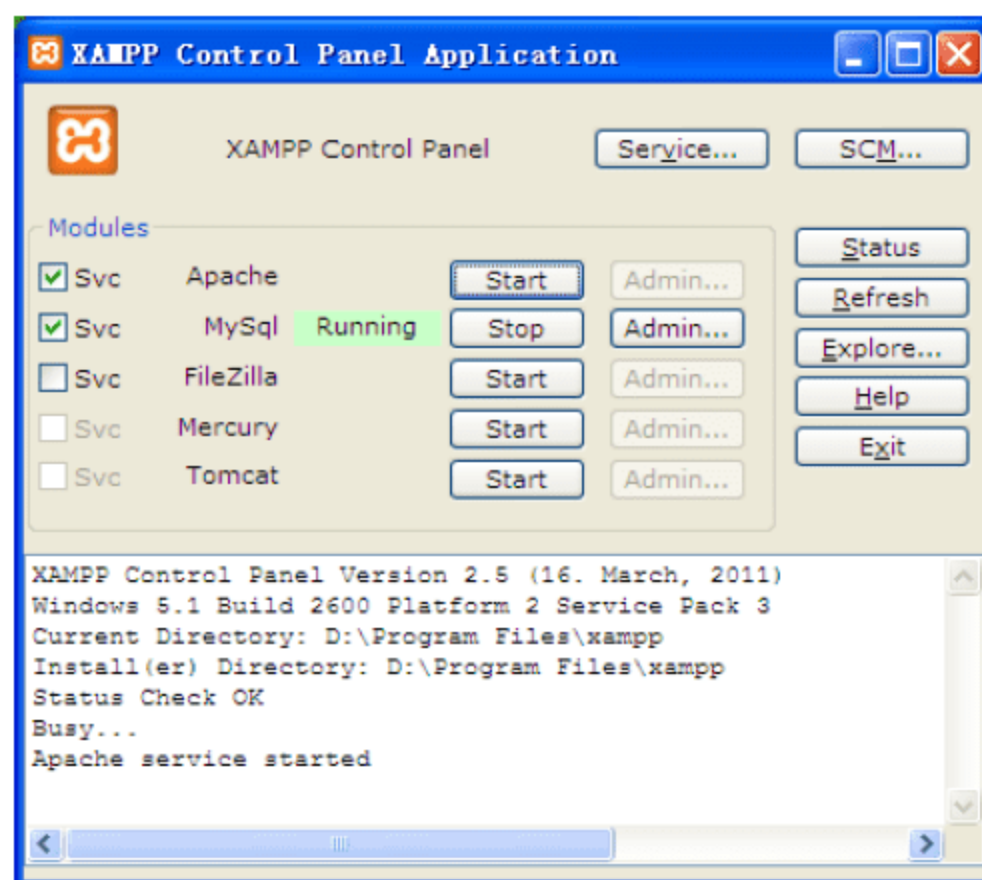 XAMPP Control Panel Application
XAMPP Control Panel
Service...
SCM...
Modules
Svc Apache Start Admin...
Svc MySql Running Stop Admin...
Svc FileZilla Start Admin...
Svc Mercury Start Admin...
Svc Tomcat Start Admin...
Status
Refresh
Explore...
Help
Exit
XAMPP Control Panel Version 2.5 (16. March, 2011)
Windows 5.1 Build 2600 Platform 2 Service Pack 3
Current Directory: D:\Program Files\xampp
Install(er) Directory: D:\Program Files\xampp
Status Check OK
Busy...
Apache service started